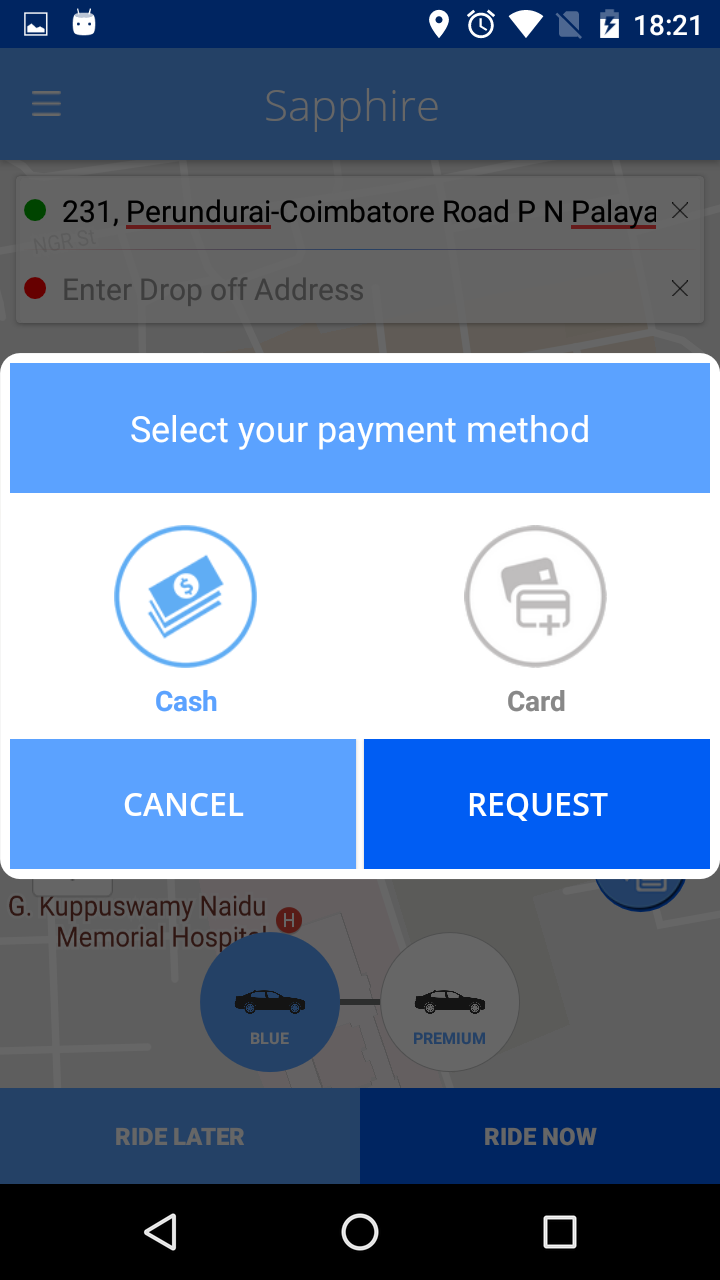 18:21
Sapphire
231, Perundurai-Coimbatore Road P N Palaya
NGR St
Enter Drop off Address
Select your payment method
Cash
Card
CANCEL
REQUEST
G. Kuppuswamy Naidu
Memorial Hospital
H
BLUE
PREMIUM
RIDE LATER
RIDE NOW